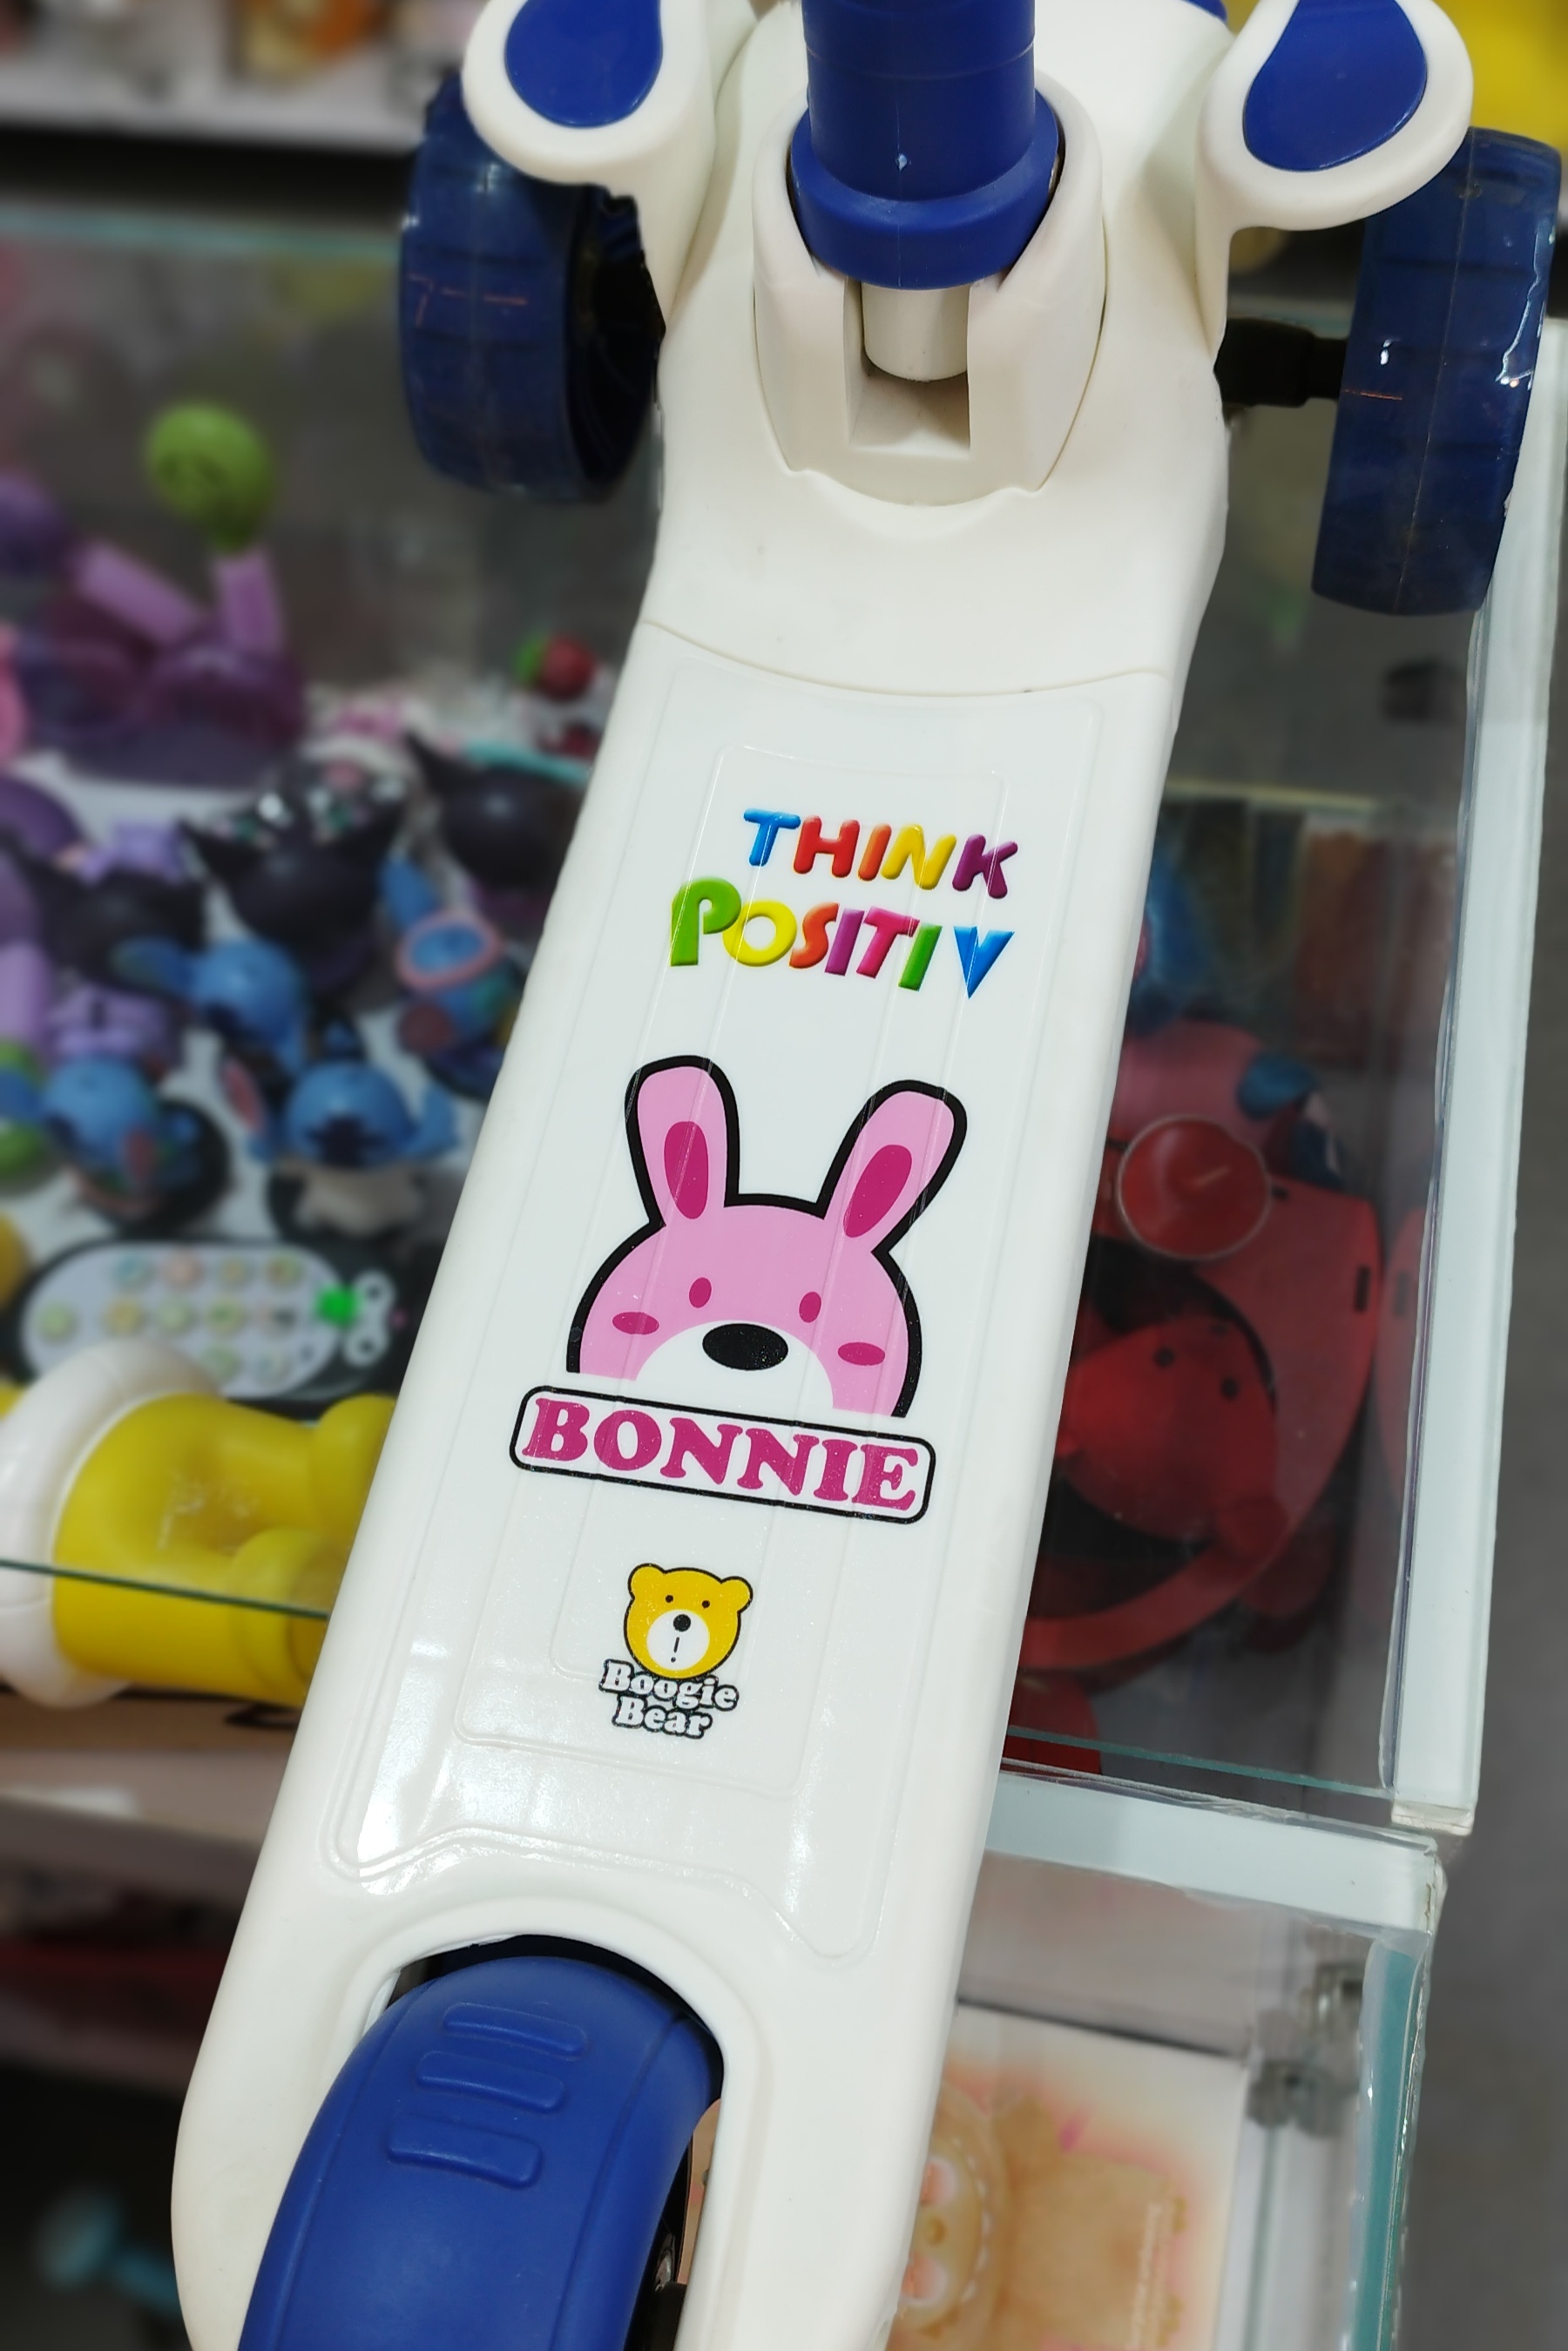 THINK
POSITIV
BONNIE
Boogie
Bear